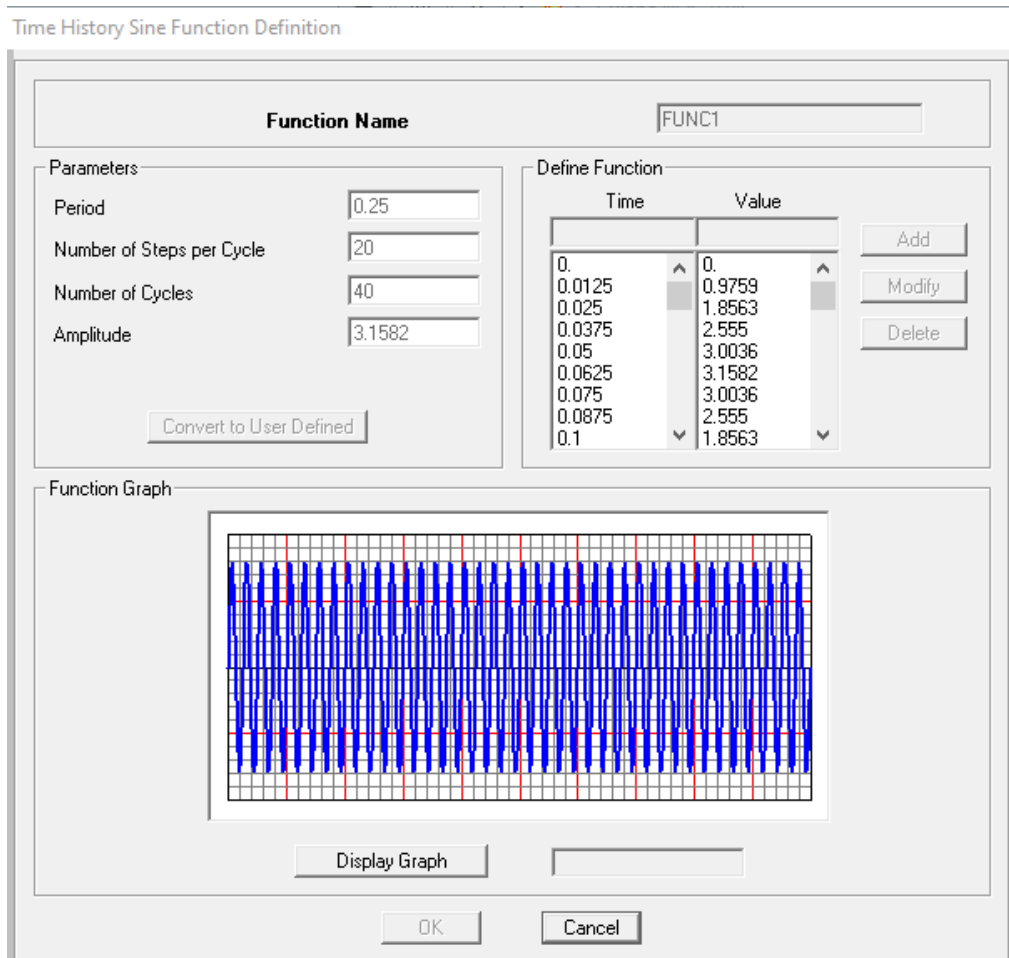 Time History Sine Function Definition
Function Name FUNC1
Parameters
Period 0.25
Number of Steps per Cycle 20
Number of Cycles 40
Amplitude 3.1582
Convert to User Defined
Define Function
Time Value
0. 0.
0.0125 0.9759
0.025 1.8563
0.0375 2.555
0.05 3.0036
0.0625 3.1582
0.075 3.0036
0.0875 2.555
0.1 1.8563
Add
Modify
Delete
Function Graph
Display Graph
OK Cancel